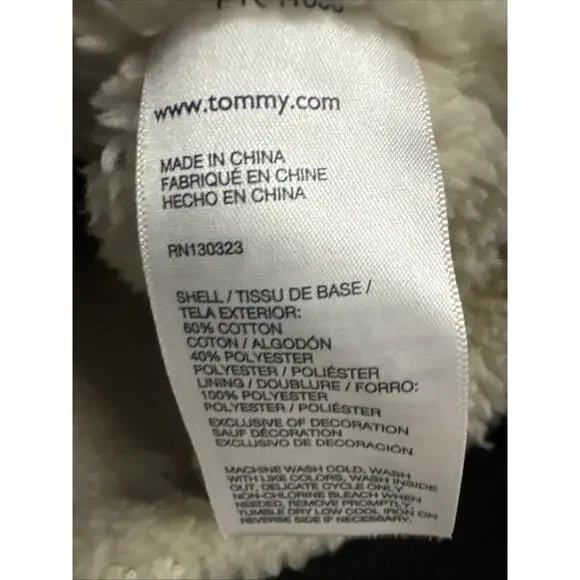 www.tommy.com
MADE IN CHINA
FABRIQUÉ EN CHINE
HECHO EN CHINA
RN130323
SHELL / TISSU DE BASE /
TELA EXTERIOR:
60% COTTON
COTON / ALGODÓN
40% POLYESTER
POLYESTER / POLIÉSTER
LINING / DOUBLURE / FORRO:
100% POLYESTER
POLYESTER / POLIÉSTER
EXCLUSIVE OF DECORATION
SAUF DÉCORATION
EXCLUSIVO DE DECORACIÓN
MACHINE WASH COLD, WASH
WITH LIKE COLORS, WASH INSIDE
OUT, DELICATE CYCLE ONLY
NON-CHLORINE BLEACH WHEN
NEEDED, REMOVE PROMPTLY,
TUMBLE DRY LOW COOL IRON ON
REVERSE SIDE IF NECESSARY.